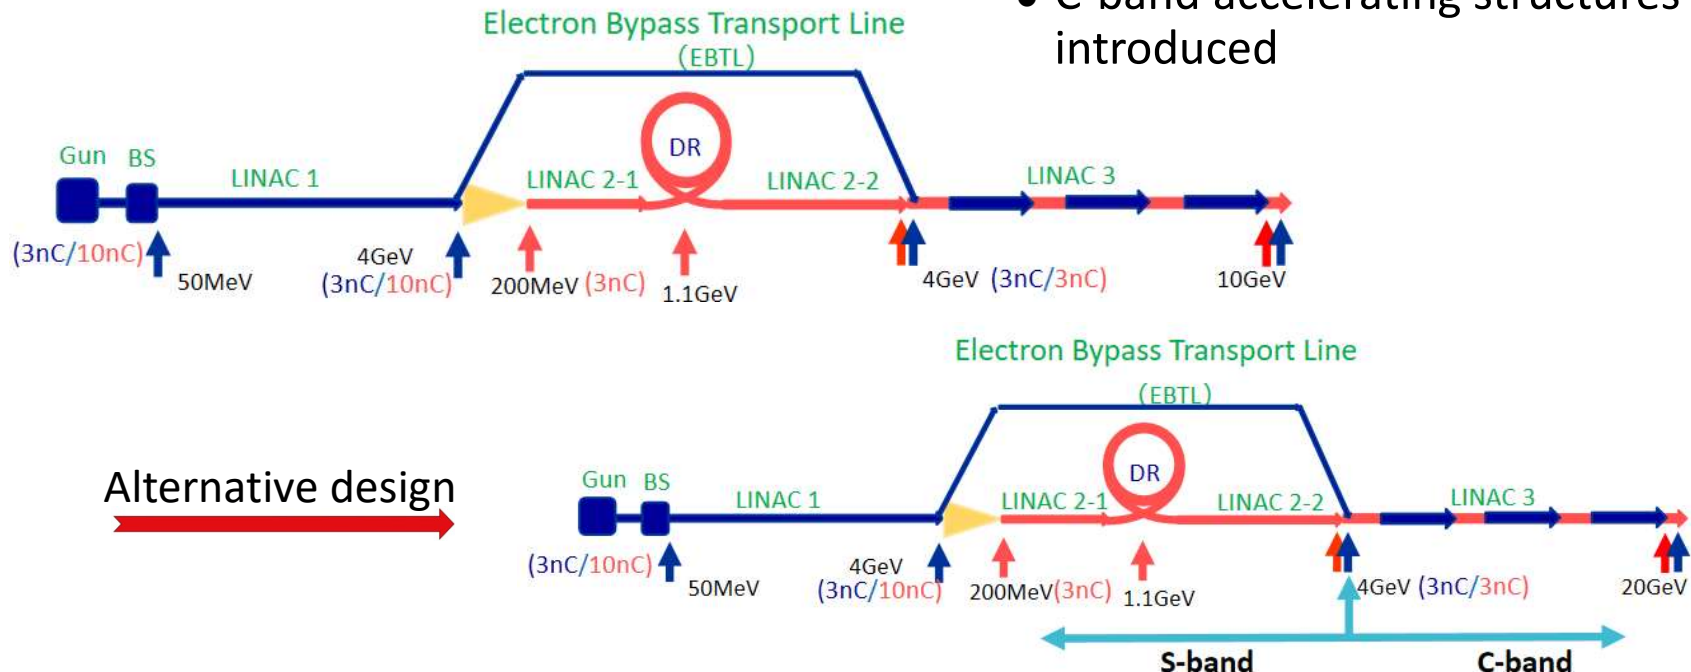 • C-band accelerating structures
introduced
Electron Bypass Transport Line
(EBTL)
DR
Gun BS
LINAC 1
LINAC 2-1
LINAC 2-2
LINAC 3
(3nC/10nC)
50MeV
4GeV
(3nC/10nC)
200MeV (3nC)
1.1GeV
4GeV (3nC/3nC)
10GeV
Electron Bypass Transport Line
(EBTL)
Alternative design
DR
Gun BS
LINAC 1
LINAC 2-1
LINAC 2-2
LINAC 3
(3nC/10nC)
50MeV
4GeV
(3nC/10nC)
200MeV(3nC)
1.1GeV
4GeV (3nC/3nC)
20GeV
S-band
C-band